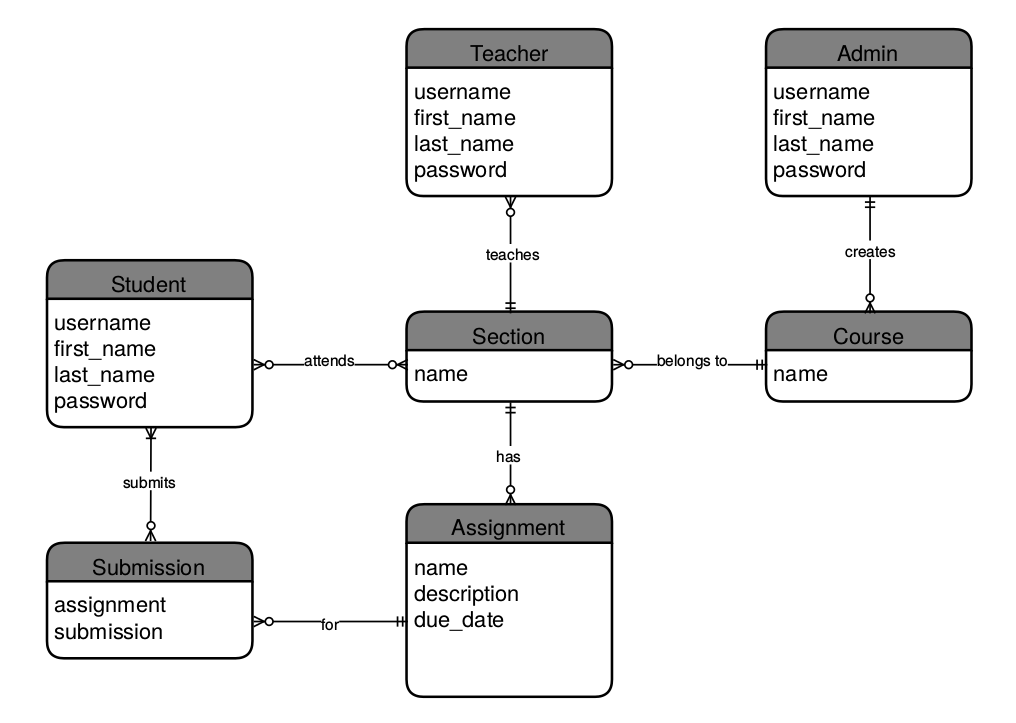 Teacher
username
first_name
last_name
password
Admin
username
first_name
last_name
password
teaches
creates
Student
username
first_name
last_name
password
attends
Section
name
belongs to
Course
name
submits
has
Submission
assignment
submission
for
Assignment
name
description
due_date